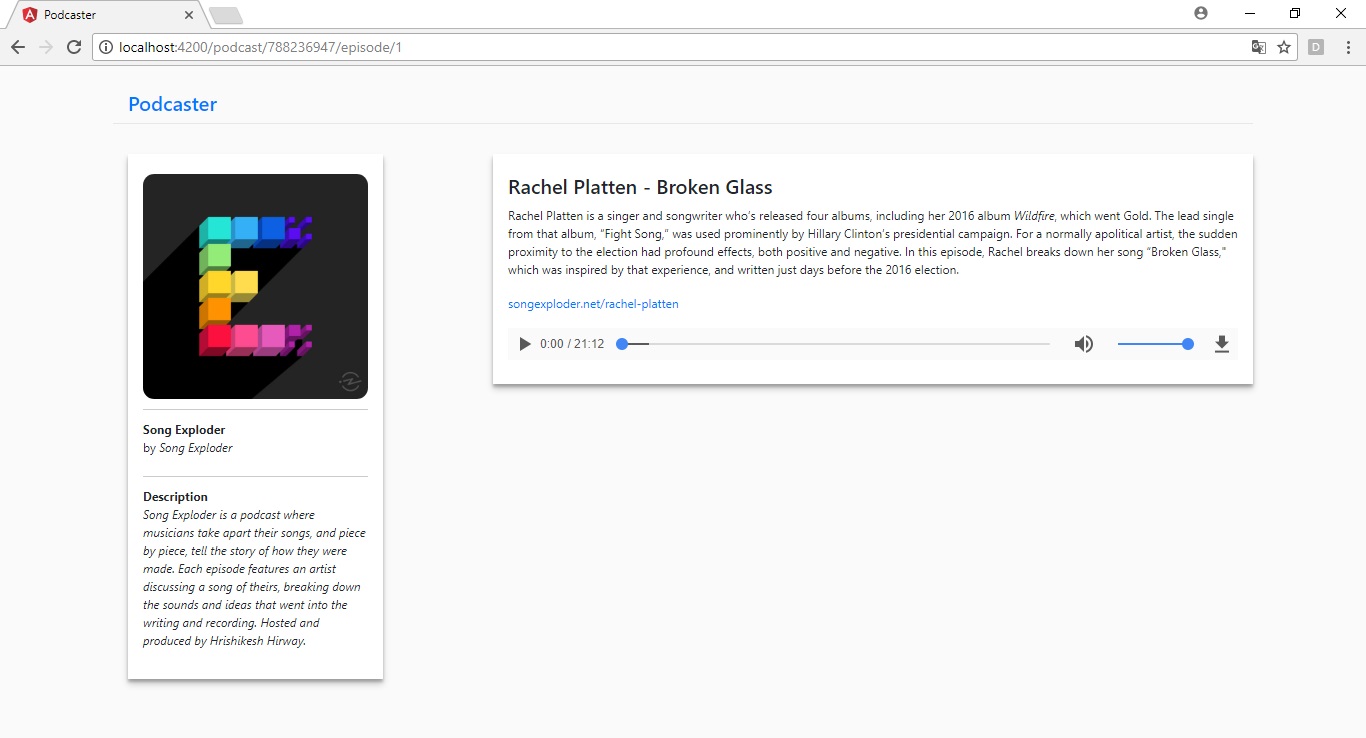 Podcaster
localhost:4200/podcast/788236947/episode/1
D
Podcaster
Song Exploder
by Song Exploder
Description
Song Exploder is a podcast where
musicians take apart their songs, and piece
by piece, tell the story of how they were
made. Each episode features an artist
discussing a song of theirs, breaking down
the sounds and ideas that went into the
writing and recording. Hosted and
produced by Hrishikesh Hirway.
Rachel Platten - Broken Glass
Rachel Platten is a singer and songwriter who’s released four albums, including her 2016 album Wildfire, which went Gold. The lead single
from that album, “Fight Song,” was used prominently by Hillary Clinton’s presidential campaign. For a normally apolitical artist, the sudden
proximity to the election had profound effects, both positive and negative. In this episode, Rachel breaks down her song “Broken Glass,"
which was inspired by that experience, and written just days before the 2016 election.
songexploder.net/rachel-platten
0:00 / 21:12